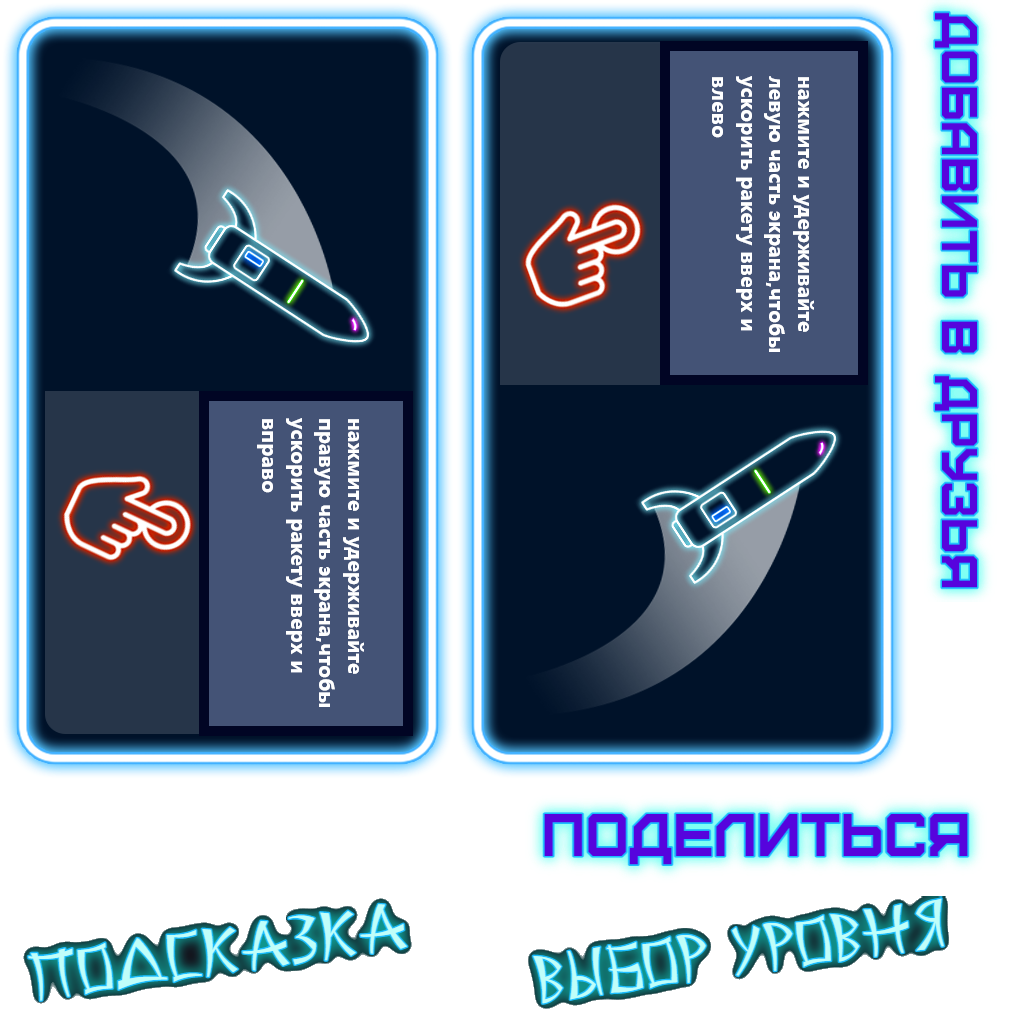 нажмите и удерживайте
правую часть экрана,чтобы
ускорить ракету вверх и
вправо
нажмите и удерживайте
левую часть экрана,чтобы
ускорить ракету вверх и
влево
ДОБАВИТЬ В ДРУЗЬЯ
ПОДЕЛИТЬСЯ
ПОДСКАЗКА
ВЫБОР УРОВНЯ